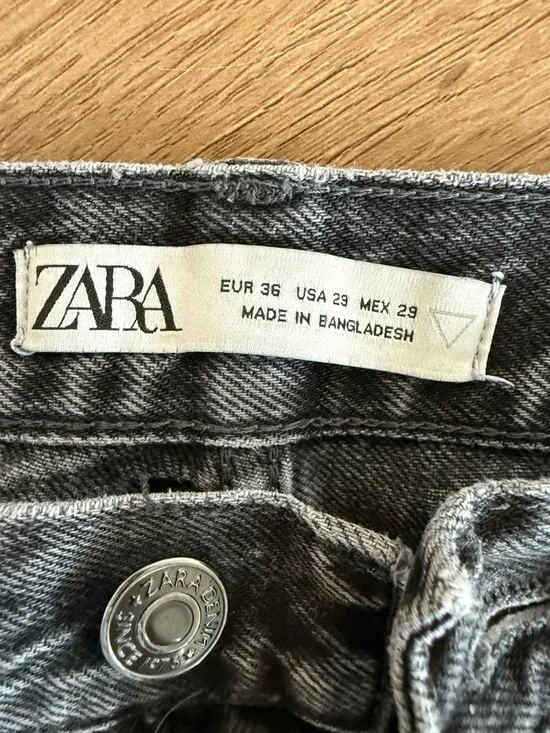 ZARA
EUR 36 USA 29 MEX 29
MADE IN BANGLADESH
★ ZARA DENIM ★ SINCE 1975